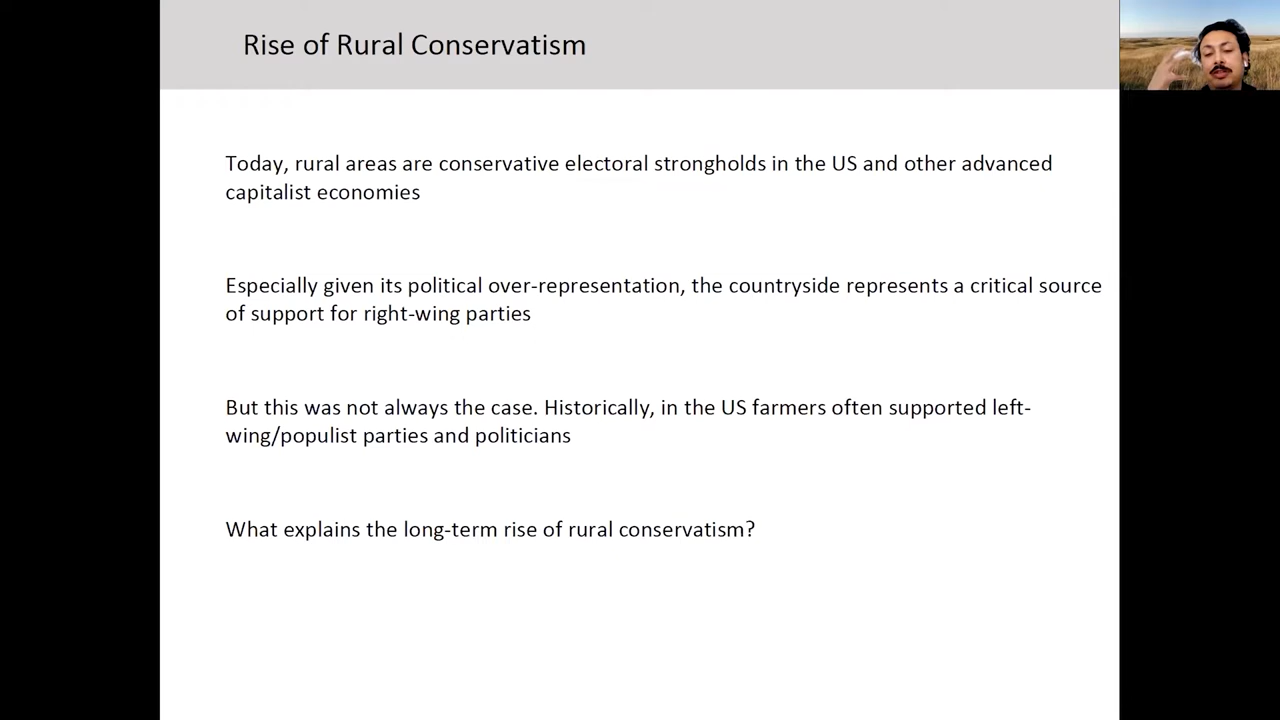 Rise of Rural Conservatism
Today, rural areas are conservative electoral strongholds in the US and other advanced
capitalist economies
Especially given its political over-representation, the countryside represents a critical source
of support for right-wing parties
But this was not always the case. Historically, in the US farmers often supported left-
wing/populist parties and politicians
What explains the long-term rise of rural conservatism?